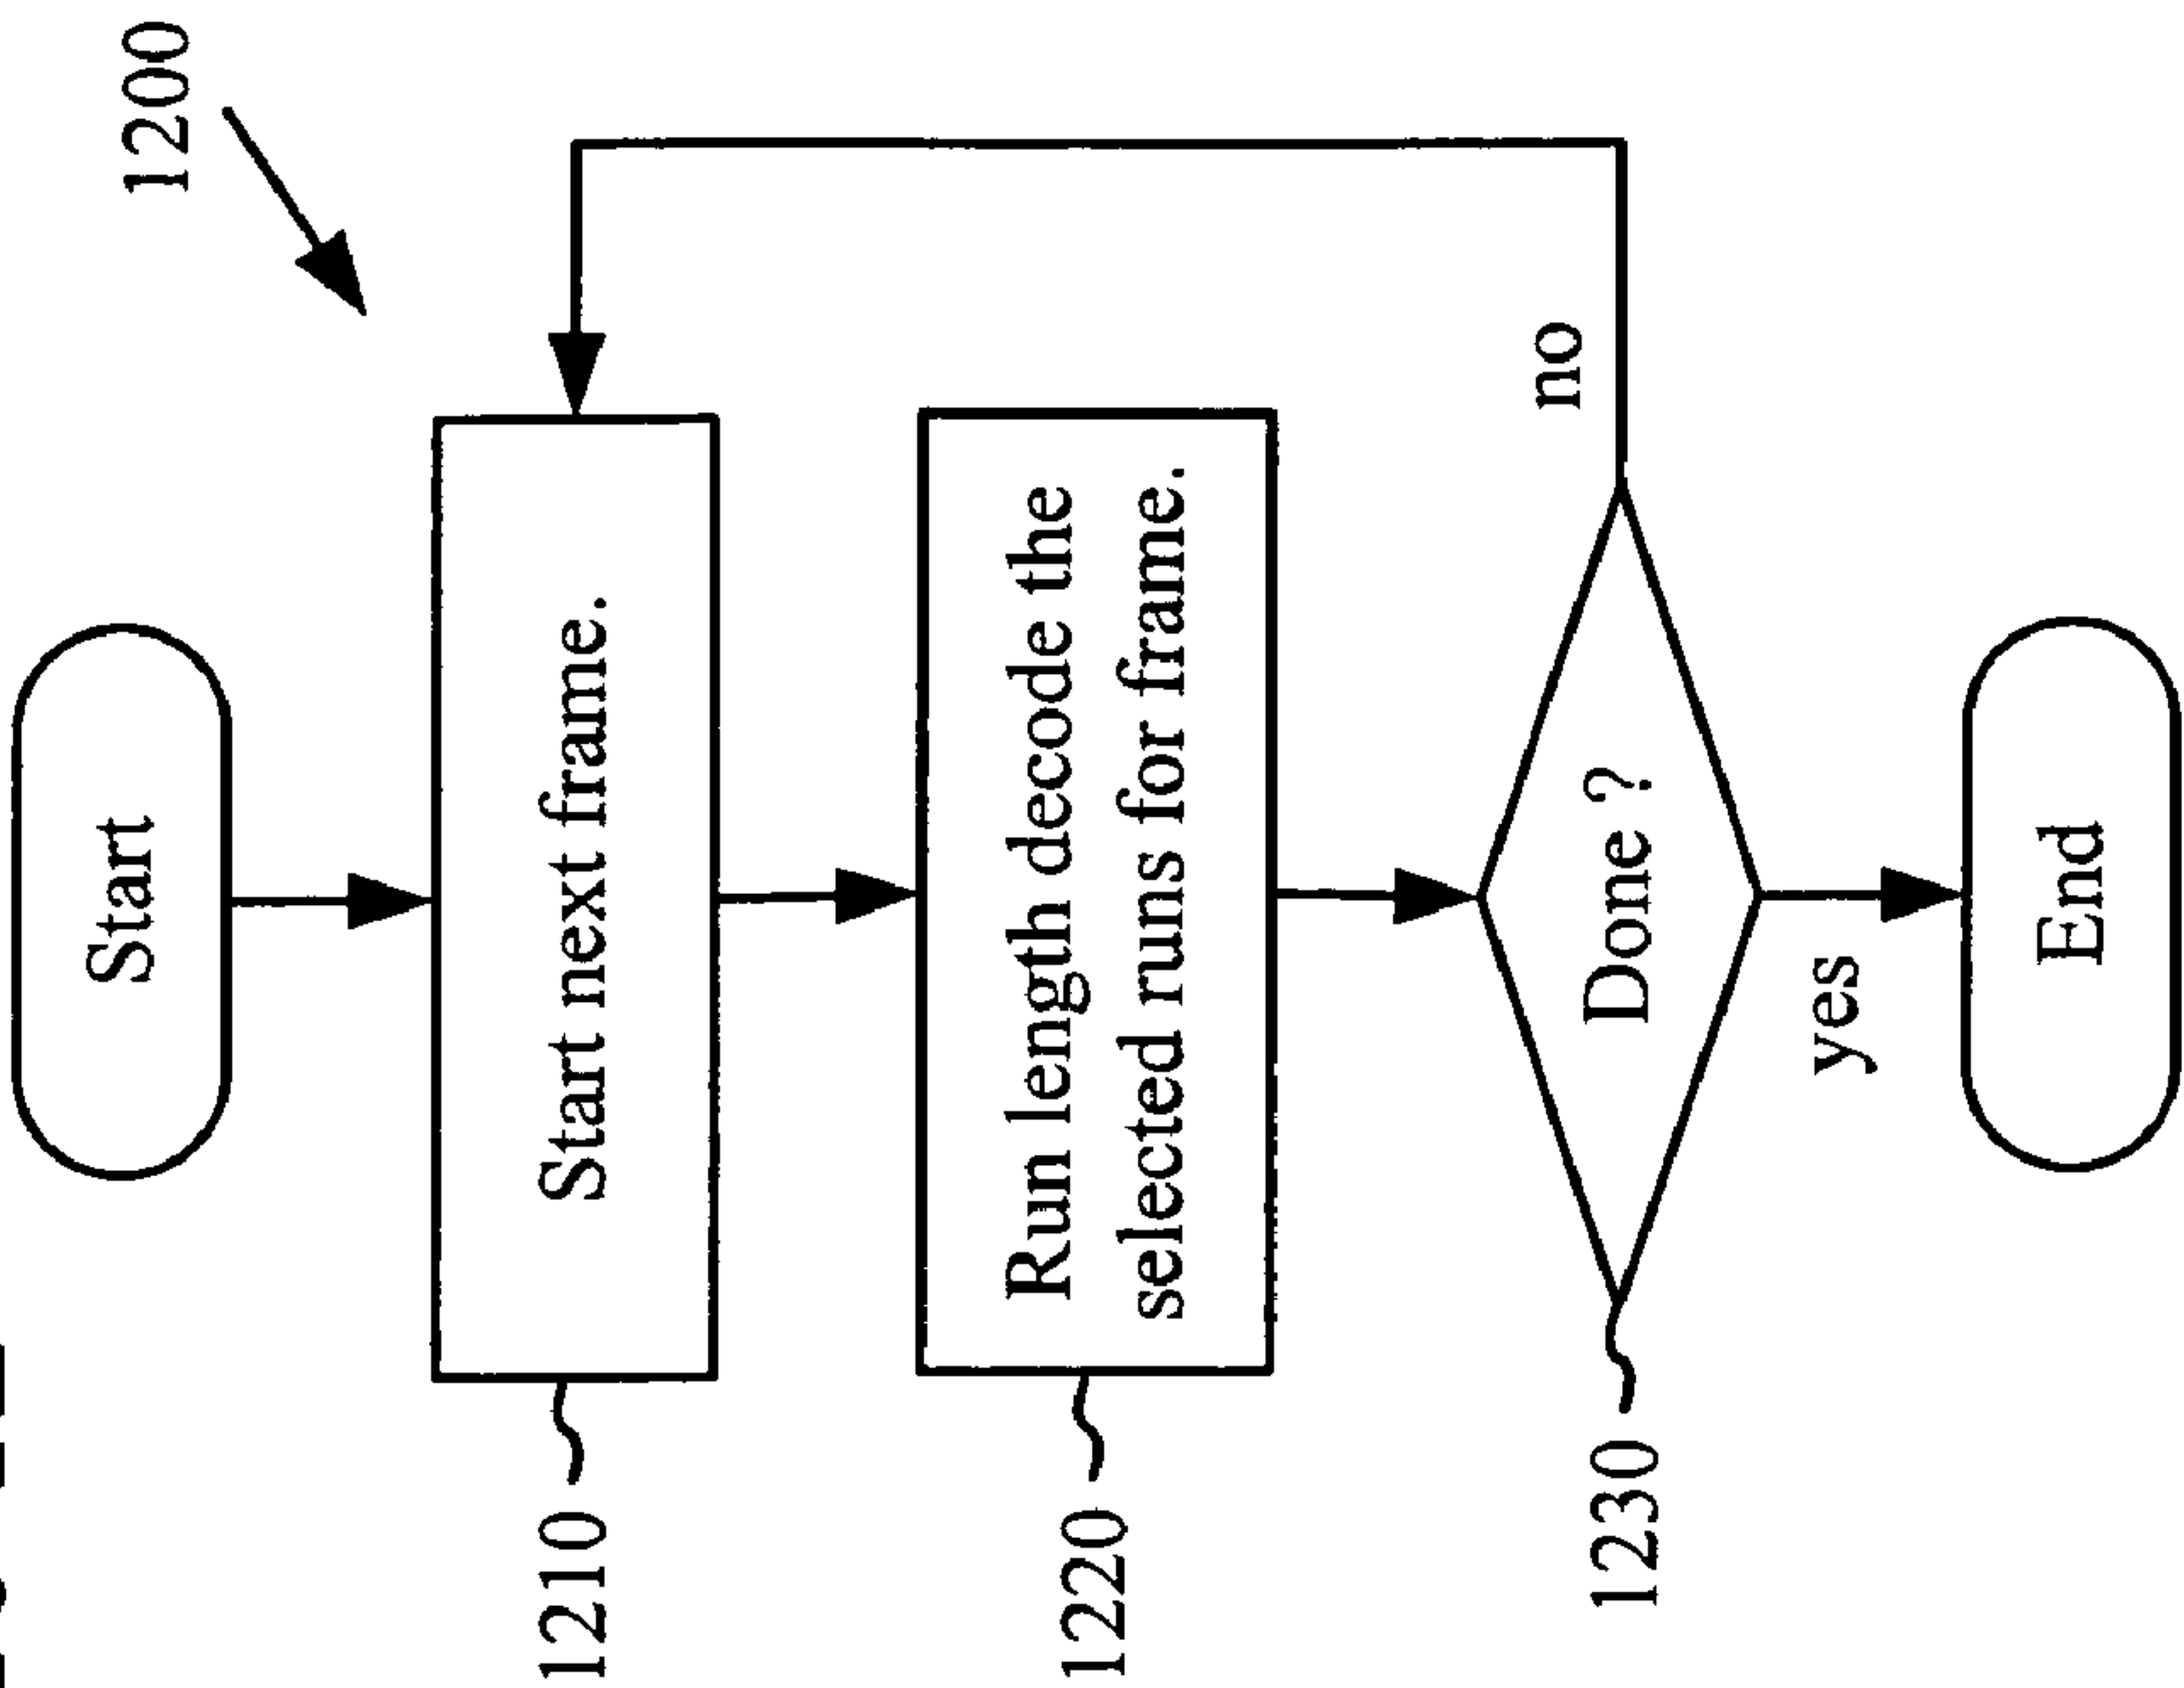 1200
Start
1210
Start next frame.
1220
Run length decode the
selected runs for frame.
1230
Done ?
no
yes
End